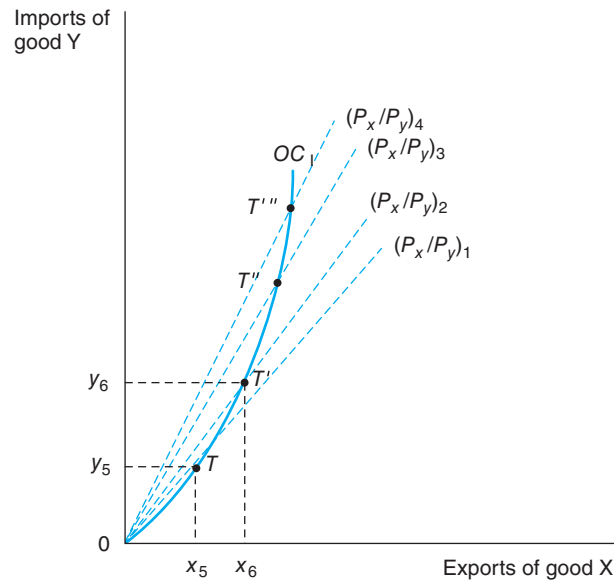 Imports of
good Y
(Px/Py)4
OC I
(Px/Py)3
T'''
(Px/Py)2
(Px/Py)1
T''
y6
T'
y5
T
0
x5
x6
Exports of good X